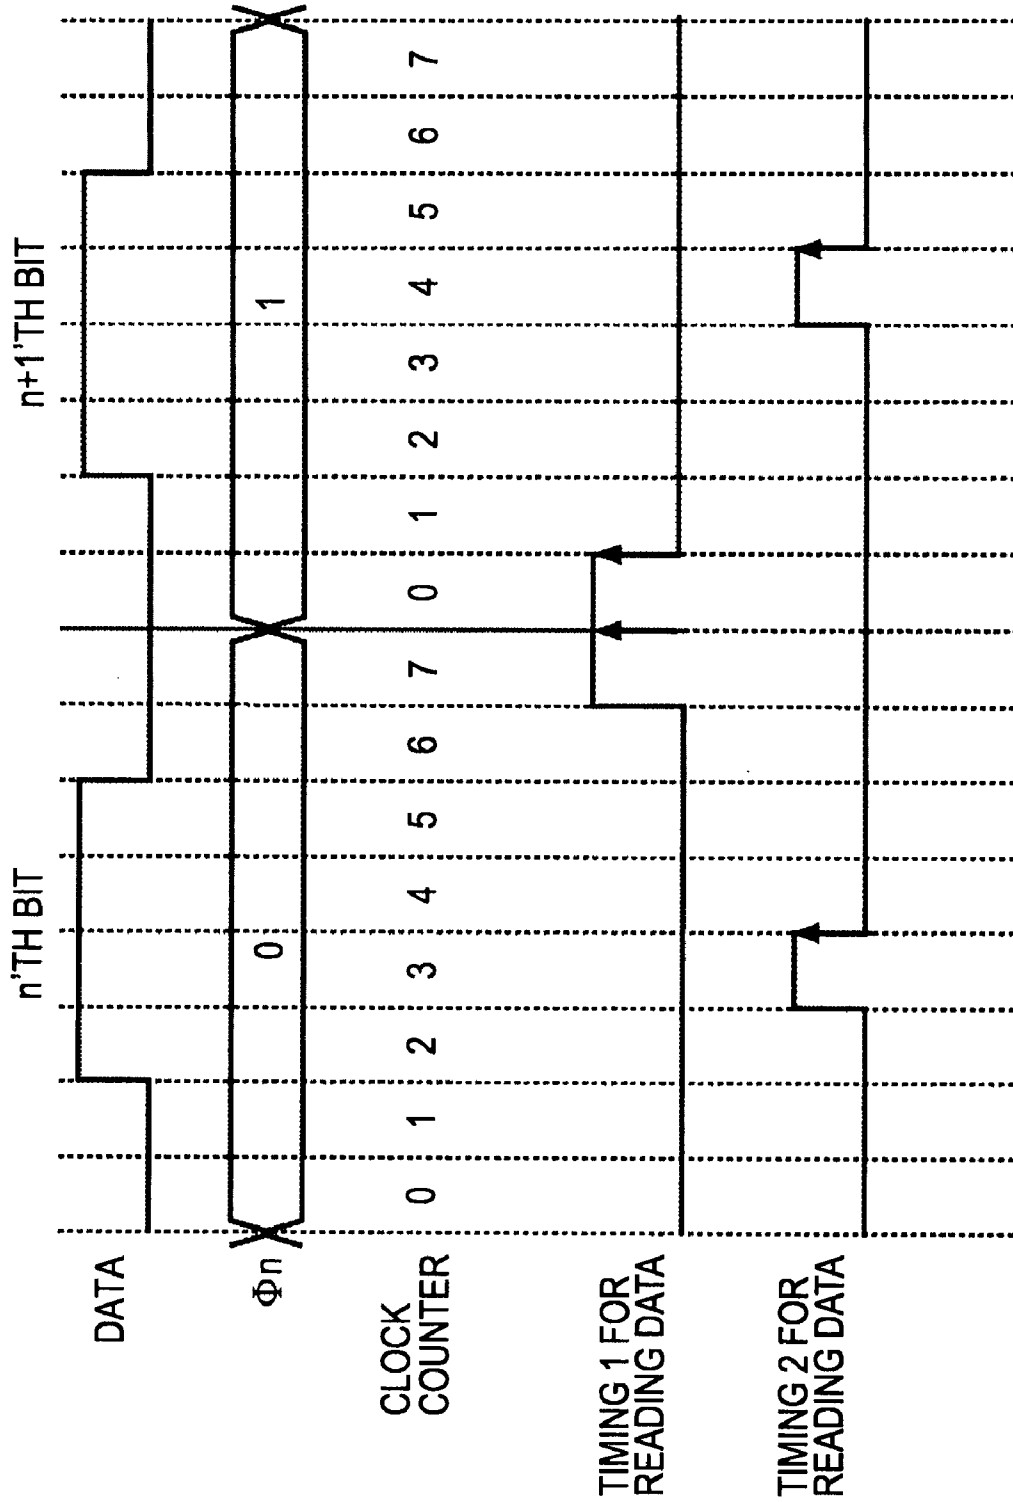 n'TH BIT
n+1'TH BIT
DATA
Φn
0
1
CLOCK
COUNTER
0 1 2 3 4 5 6 7 0 1 2 3 4 5 6 7
TIMING 1 FOR
READING DATA
TIMING 2 FOR
READING DATA